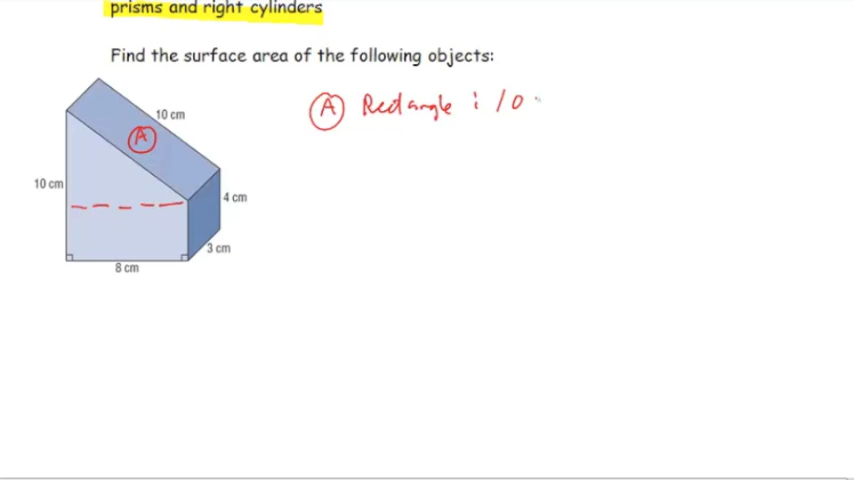 prisms and right cylinders
Find the surface area of the following objects:
10 cm
A
Ⓐ Rectangle : 10
10 cm
4 cm
3 cm
8 cm